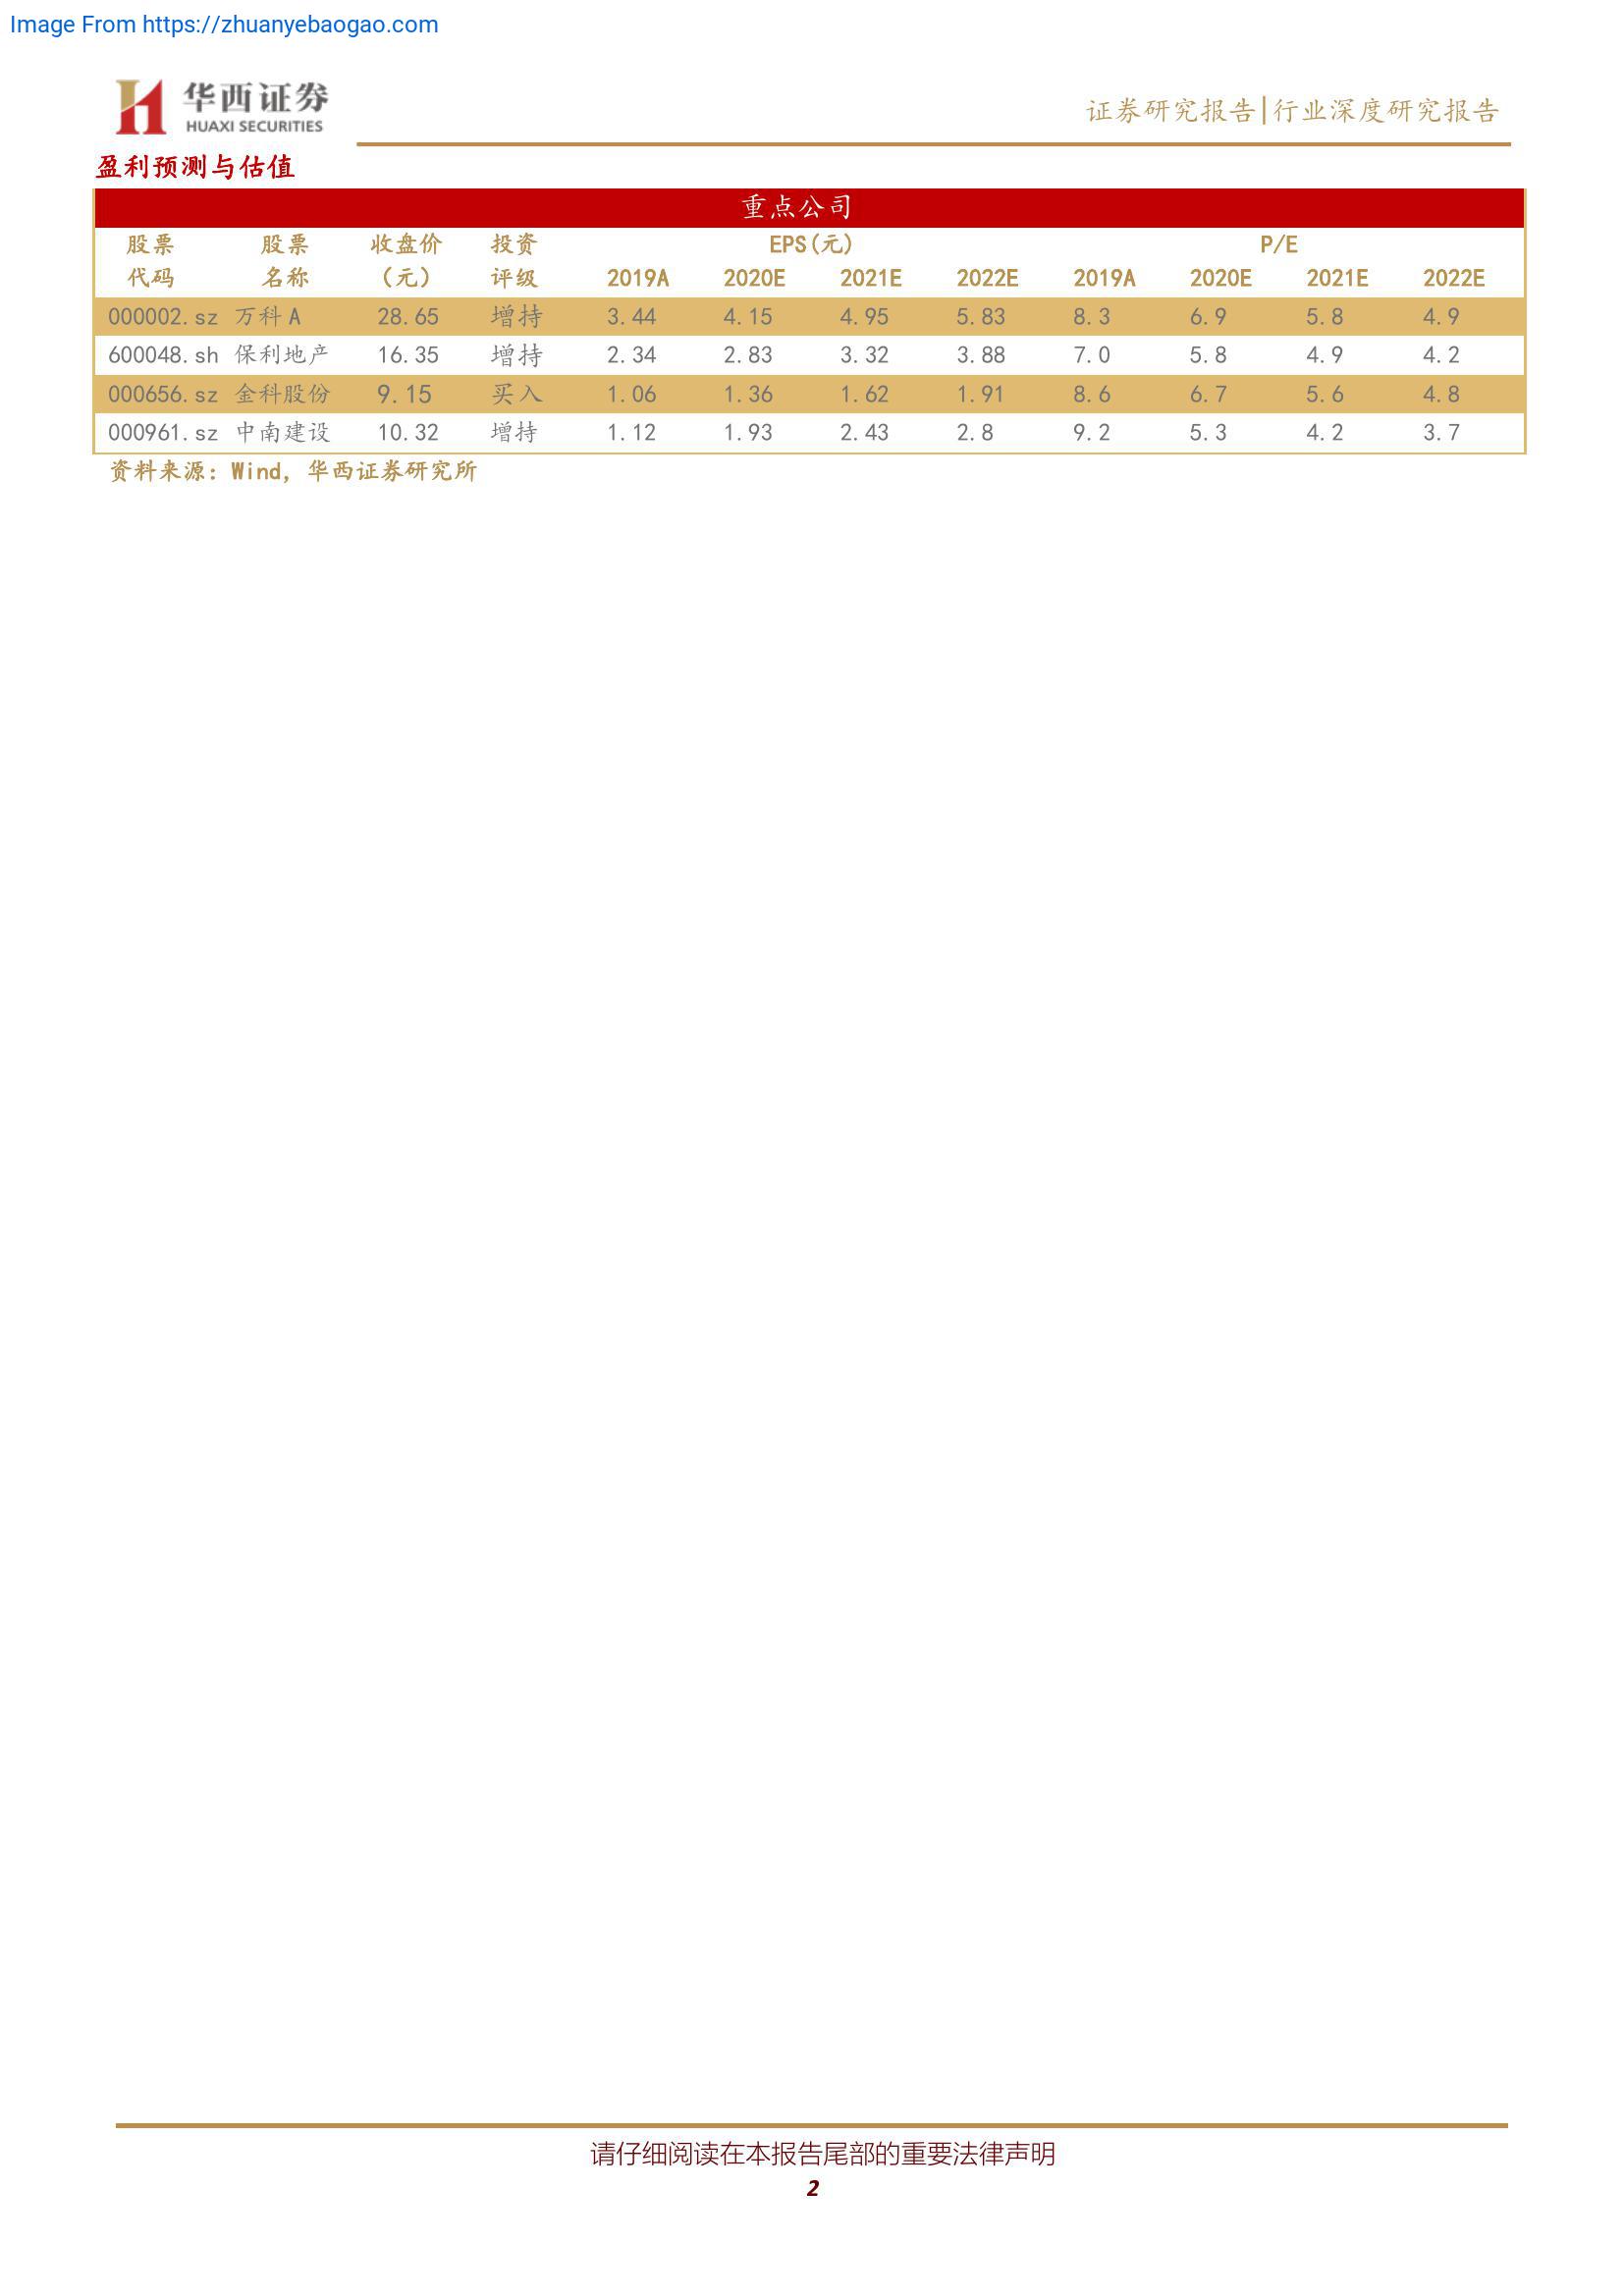 Image From https://zhuanyebaogao.com
华西证券
HUAXI SECURITIES
证券研究报告|行业深度研究报告
盈利预测与估值
重点公司
股票 股票 收盘价 投资 EPS(元) P/E
代码 名称 (元) 评级 2019A 2020E 2021E 2022E 2019A 2020E 2021E 2022E
000002.sz 万科A 28.65 增持 3.44 4.15 4.95 5.83 8.3 6.9 5.8 4.9
600048.sh 保利地产 16.35 增持 2.34 2.83 3.32 3.88 7.0 5.8 4.9 4.2
000656.sz 金科股份 9.15 买入 1.06 1.36 1.62 1.91 8.6 6.7 5.6 4.8
000961.sz 中南建设 10.32 增持 1.12 1.93 2.43 2.8 9.2 5.3 4.2 3.7
资料来源：Wind，华西证券研究所
请仔细阅读在本报告尾部的重要法律声明
2